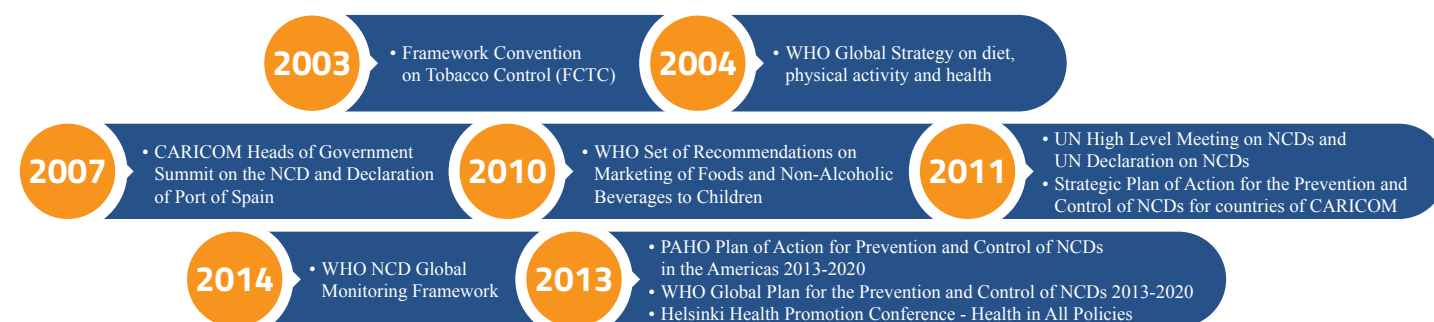 2003
• Framework Convention
on Tobacco Control (FCTC)
2004
• WHO Global Strategy on diet,
physical activity and health
2007
• CARICOM Heads of Government
Summit on the NCD and Declaration
of Port of Spain
2010
• WHO Set of Recommendations on
Marketing of Foods and Non-Alcoholic
Beverages to Children
2011
• UN High Level Meeting on NCDs and
UN Declaration on NCDs
• Strategic Plan of Action for the Prevention and
Control of NCDs for countries of CARICOM
2014
• WHO NCD Global
Monitoring Framework
2013
• PAHO Plan of Action for Prevention and Control of NCDs
in the Americas 2013-2020
• WHO Global Plan for the Prevention and Control of NCDs 2013-2020
• Helsinki Health Promotion Conference - Health in All Policies